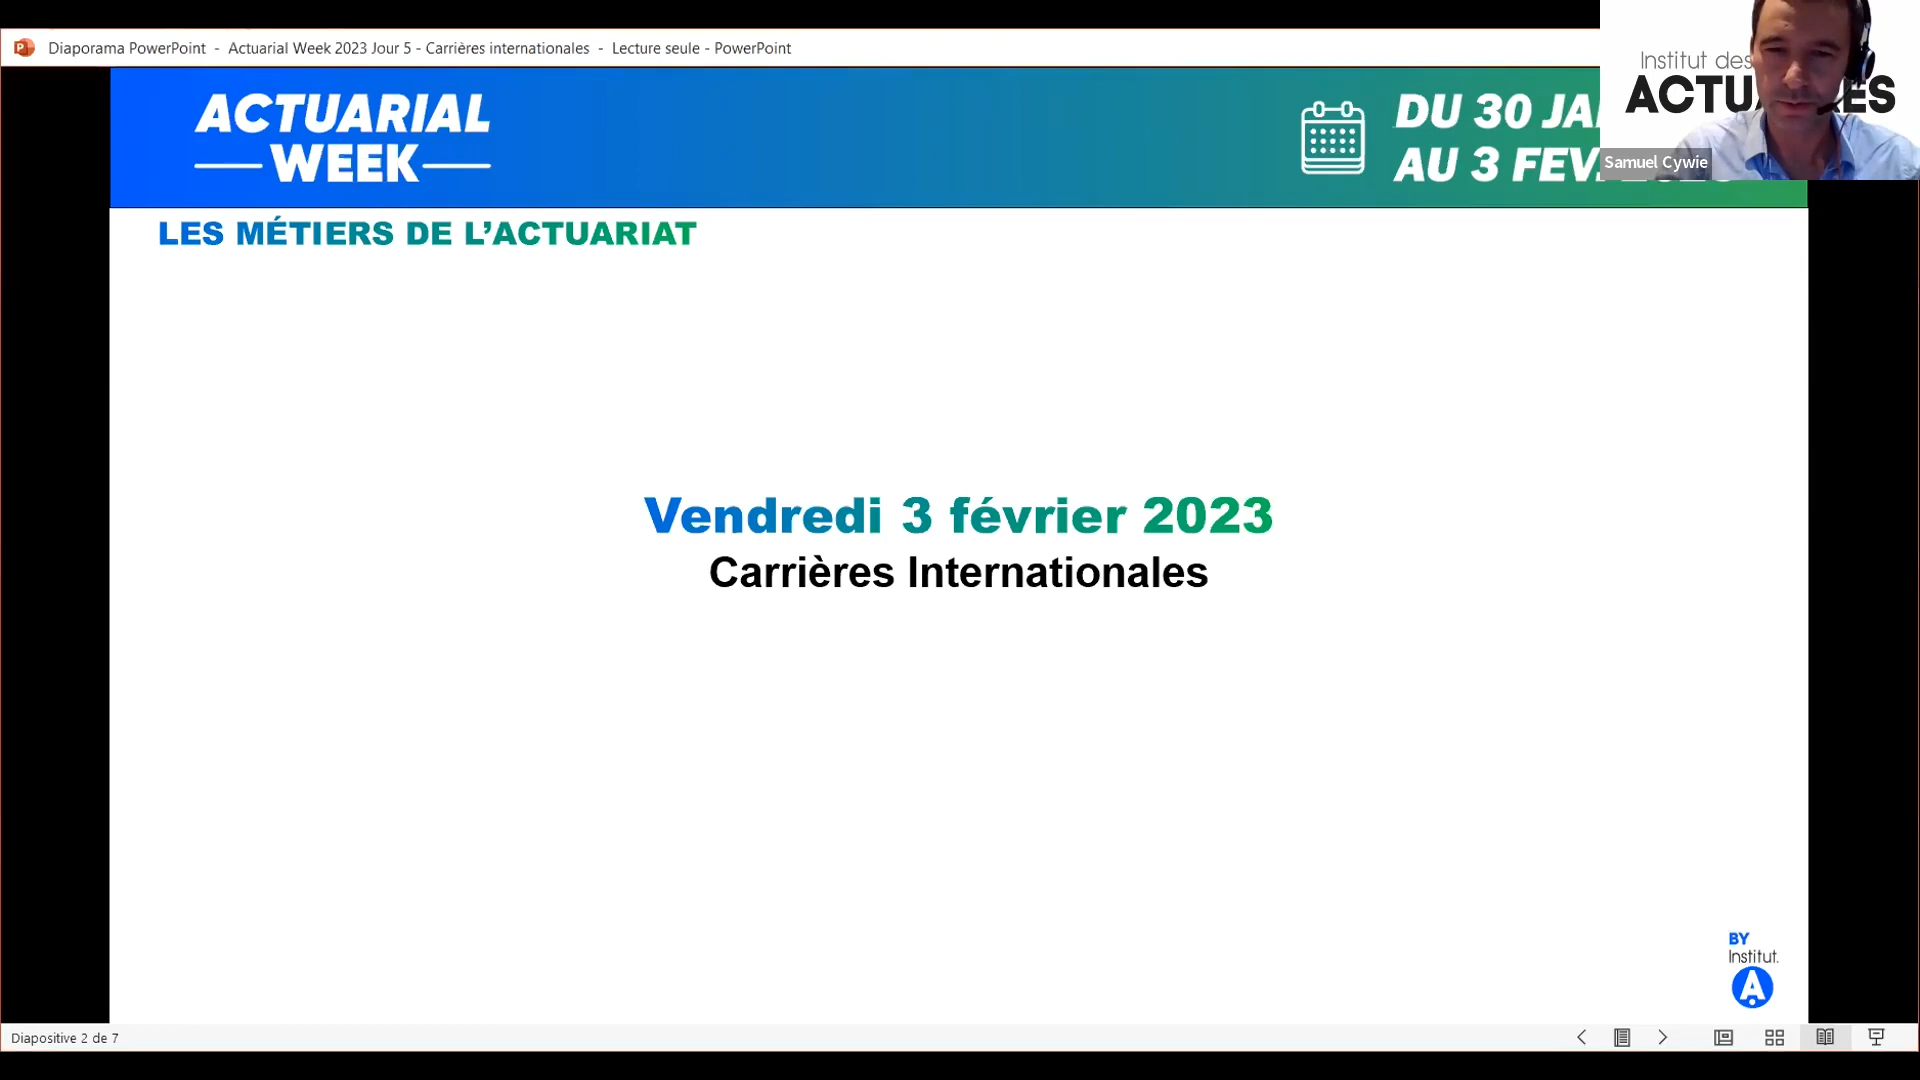 Diaporama PowerPoint - Actuarial Week 2023 Jour 5 - Carrières internationales - Lecture seule - PowerPoint
Institut des
ACTU ES
ACTUARIAL
WEEK
DU 30 JA
AU 3 FEV
Samuel Cywie
LES MÉTIERS DE L’ACTUARIAT
Vendredi 3 février 2023
Carrières Internationales
BY
Institut.
A
Diapositive 2 de 7